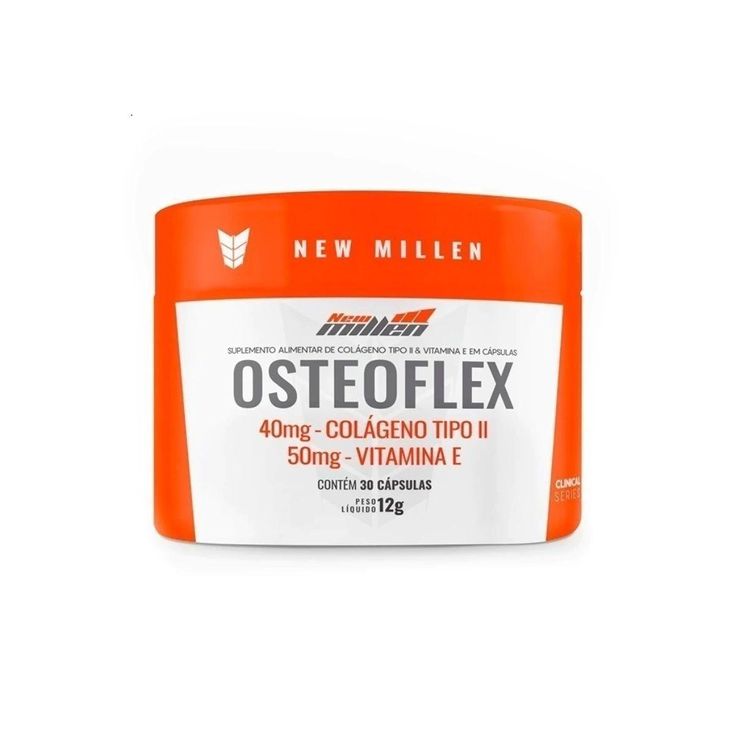 NEW MILLEN
New millen
SUPLEMENTO ALIMENTAR DE COLÁGENO TIPO II & VITAMINA E EM CÁPSULAS
OSTEOFLEX
40mg - COLÁGENO TIPO II
50mg - VITAMINA E
CONTÉM 30 CÁPSULAS
PESO
LÍQUIDO 12g
CLINICAL
SERIES